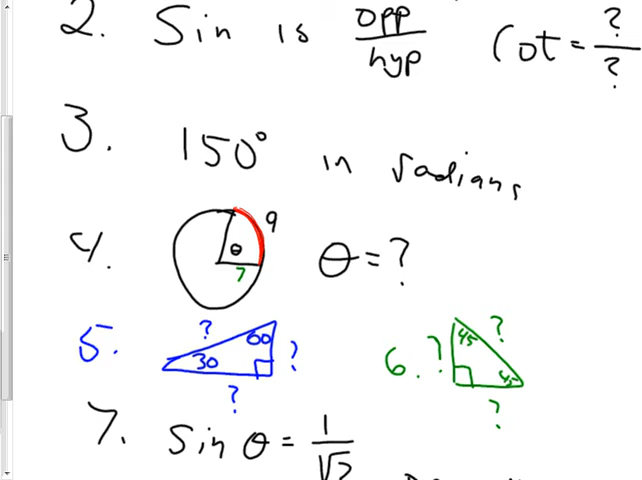 2. Sin is opp/hyp Cot = ?/?
3. 150° in radians
4. θ 9 7 θ = ?
5. ? 60 30 ? ?
6. ? 45 ? 45 ?
7. Sin θ = 1/√2